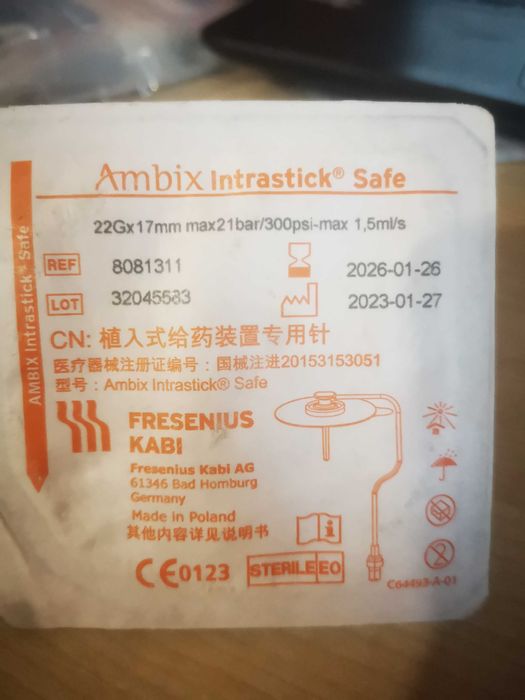 Ambix Intrastick® Safe
22Gx17mm max21bar/300psi-max 1,5ml/s
REF 8081311 2026-01-26
LOT 32045583 2023-01-27
CN: 植入式给药装置专用针
医疗器械注册证编号：国械注进20153153051
型号：Ambix Intrastick® Safe
AMBIX Intrastick® Safe
FRESENIUS
KABI
Fresenius Kabi AG
61346 Bad Homburg
Germany
Made in Poland
其他内容详见说明书
CE0123 STERILE EO
2
C64493-A-01